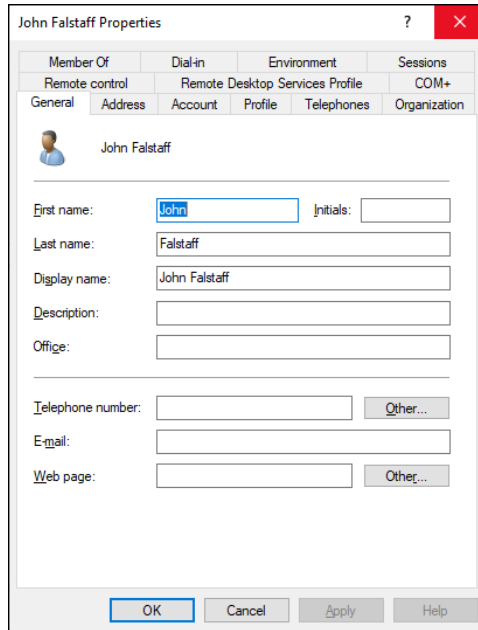 John Falstaff Properties ?
Member Of Dial-in Environment Sessions
Remote control Remote Desktop Services Profile COM+
General Address Account Profile Telephones Organization
John Falstaff
First name: John Initials:
Last name: Falstaff
Display name: John Falstaff
Description:
Office:
Telephone number: Other...
E-mail:
Web page: Other...
OK Cancel Apply Help